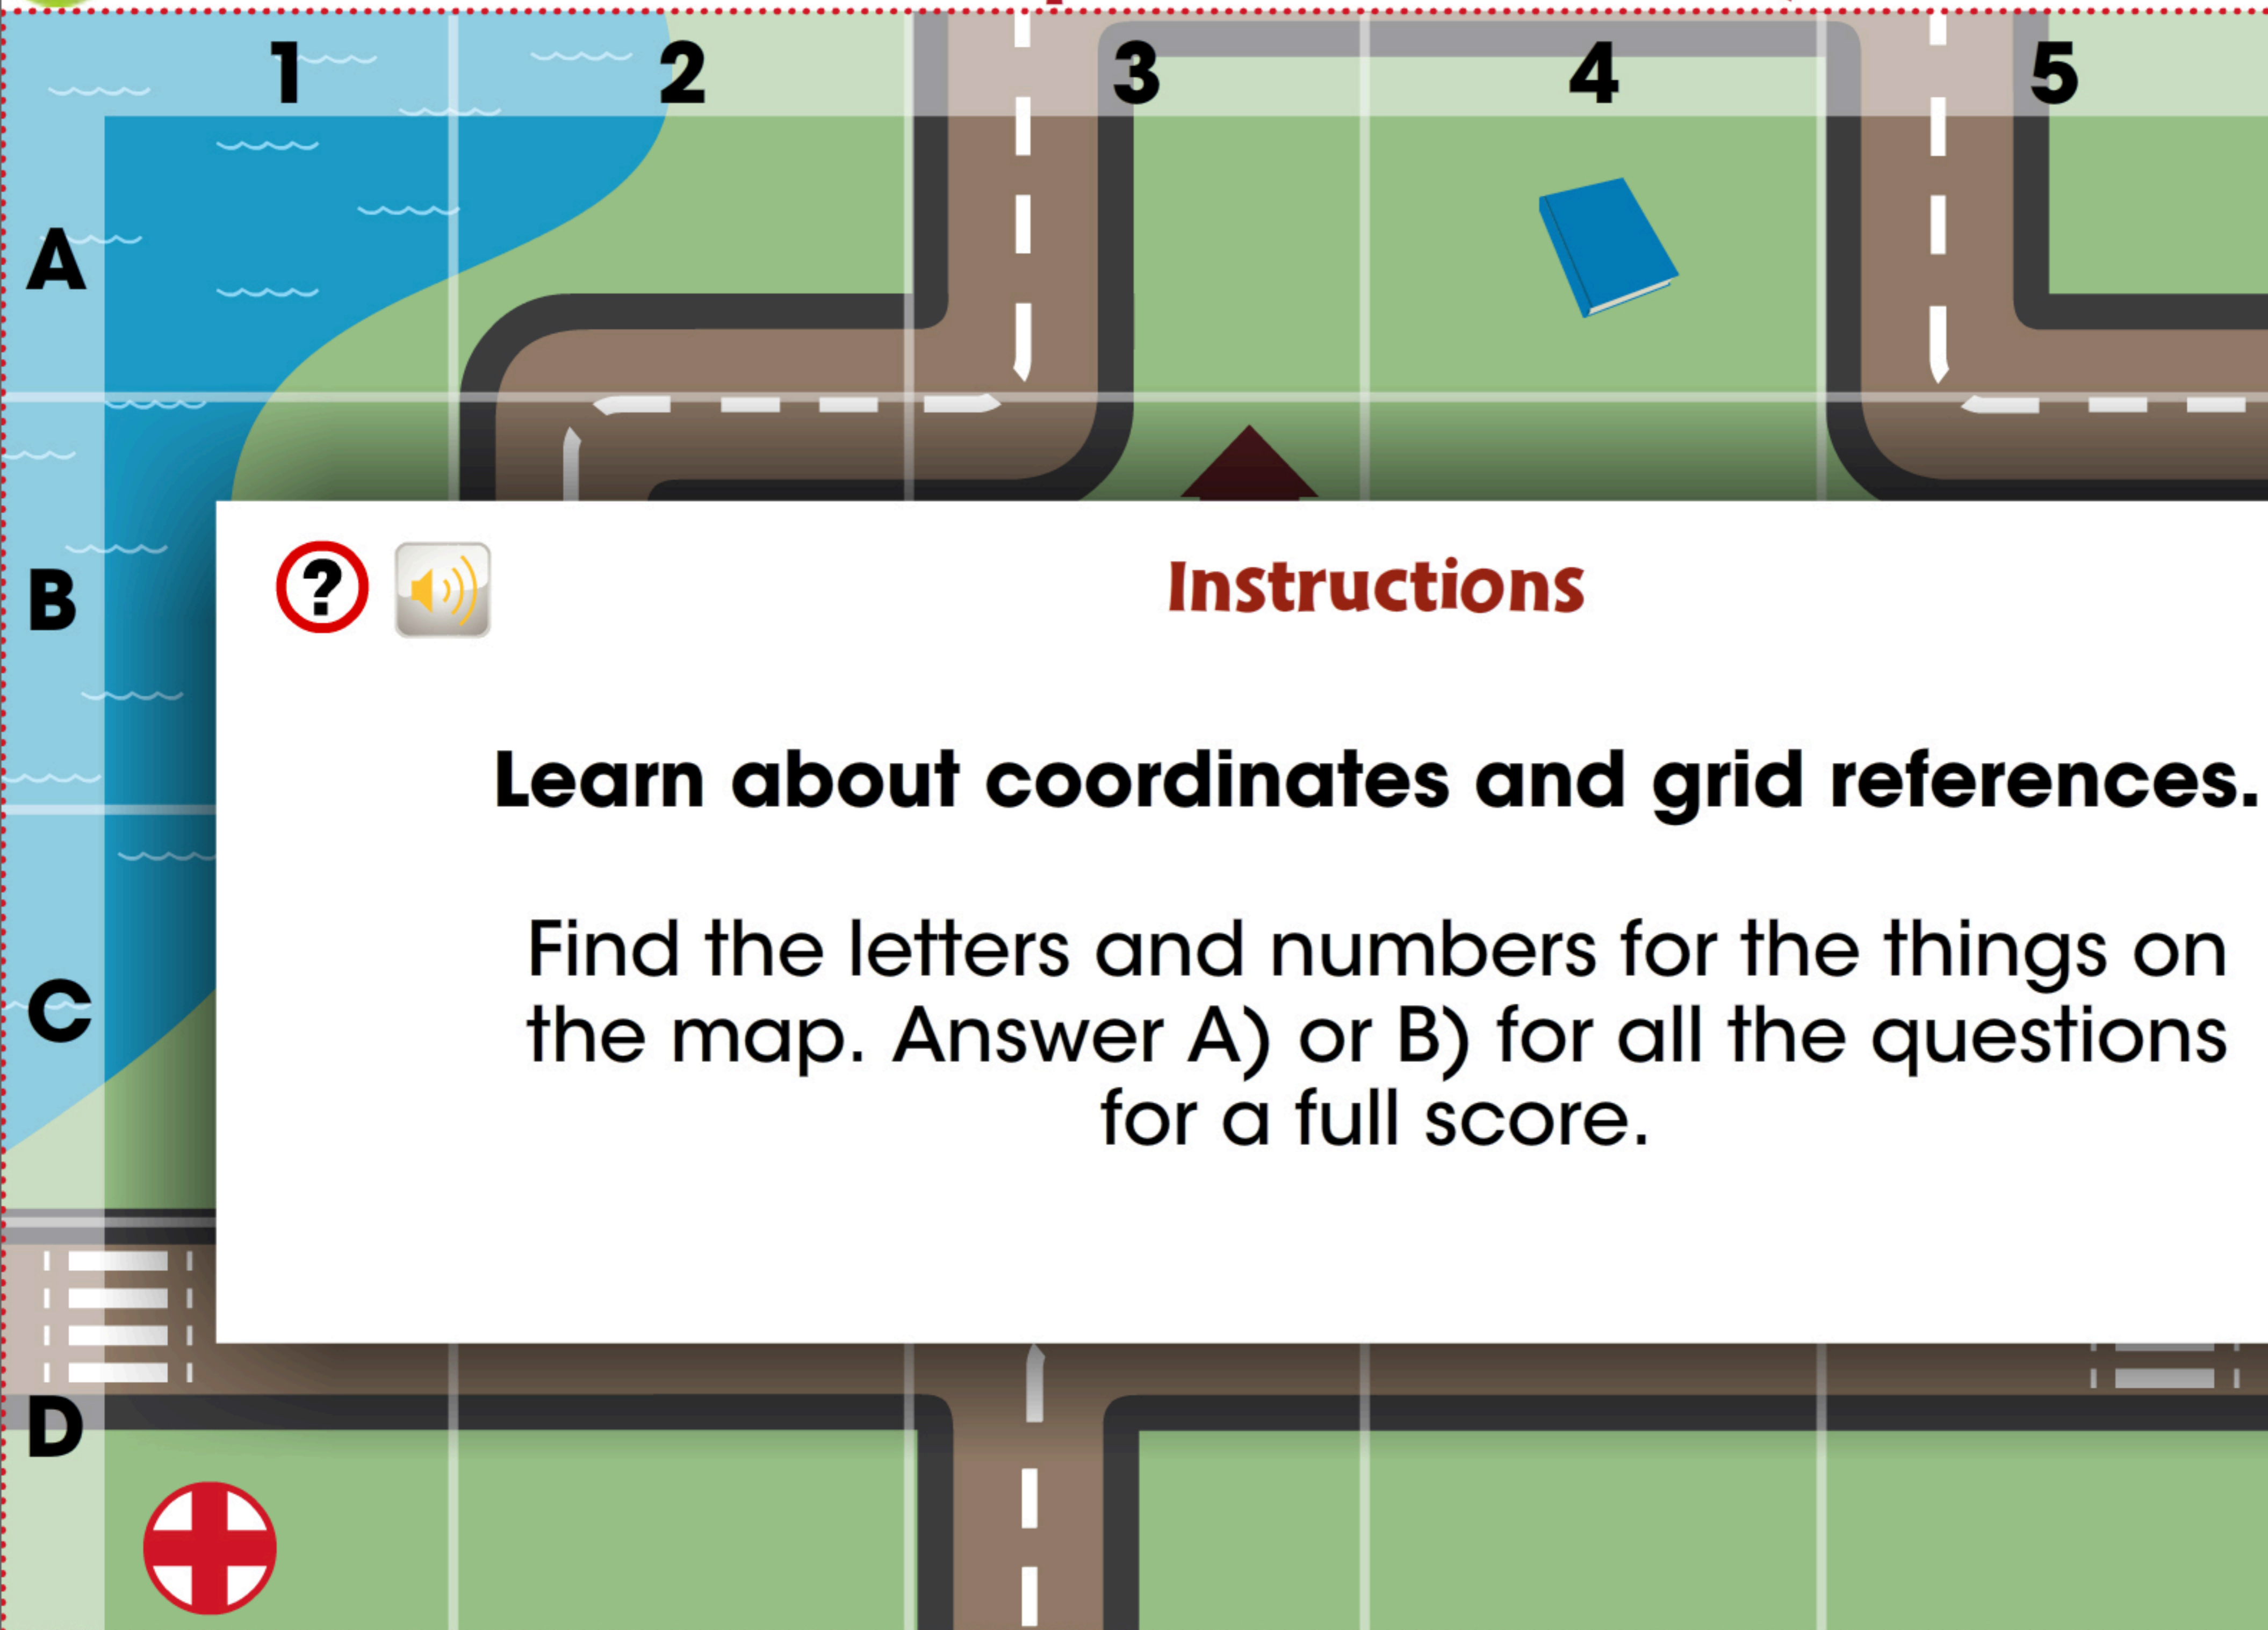 1 2 3 4 5
A
B
?
Instructions
Learn about coordinates and grid references.
Find the letters and numbers for the things on
the map. Answer A) or B) for all the questions
for a full score.
C
D